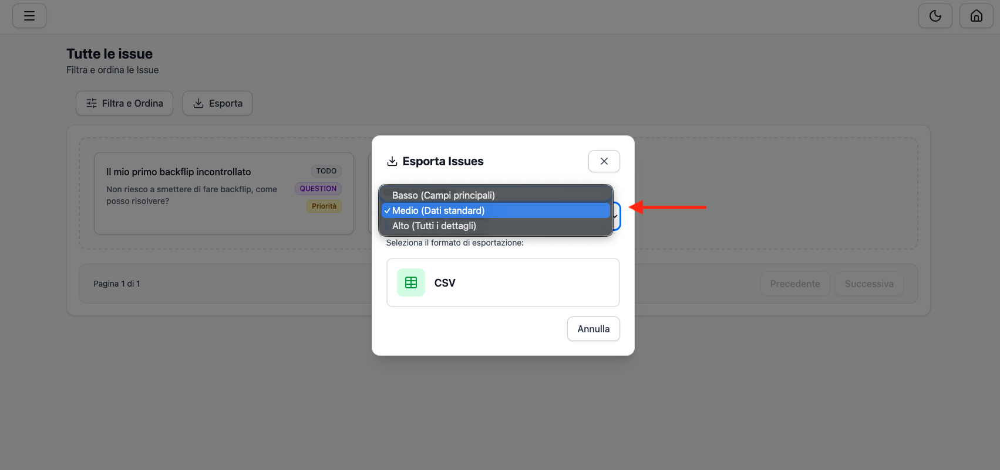 Tutte le issue
Filtra e ordina le Issue
Filtra e Ordina
Esporta
Il mio primo backflip incontrollato
TODO
Non riesco a smettere di fare backflip, come
posso risolvere?
QUESTION
Priorità
Pagina 1 di 1
Precedente
Successiva
Esporta Issues
Basso (Campi principali)
Medio (Dati standard)
Alto (Tutti i dettagli)
Seleziona il formato di esportazione:
CSV
Annulla